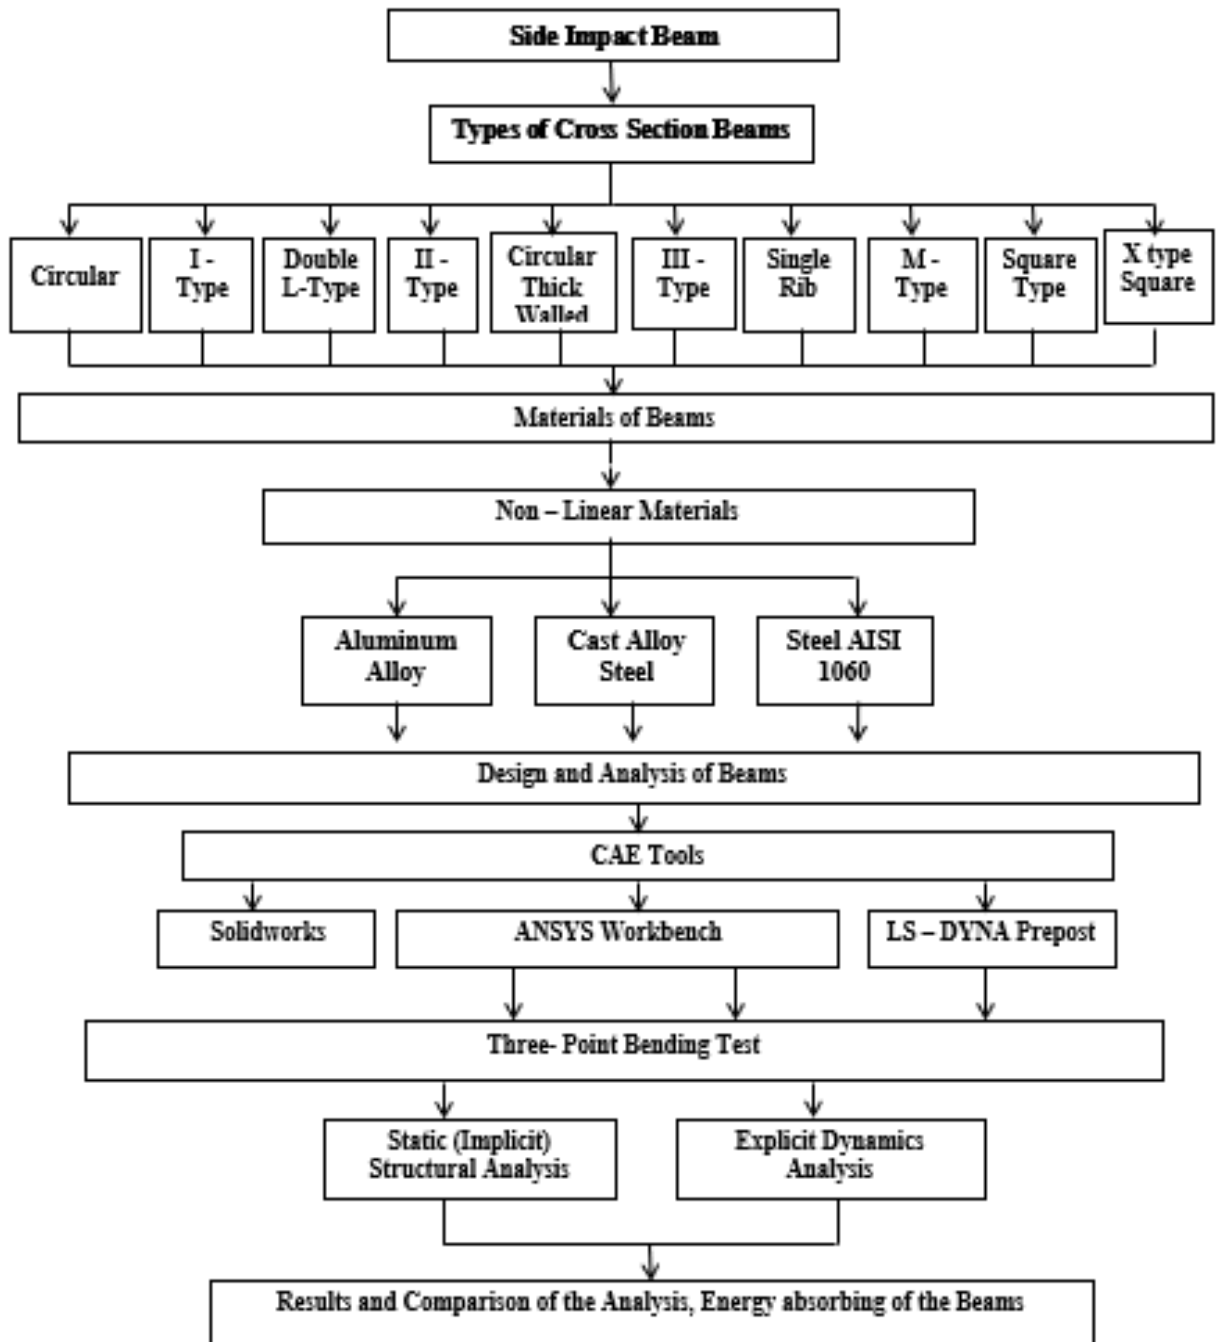 Side Impact Beam
Types of Cross Section Beams
Circular
I -
Type
Double
L-Type
II -
Type
Circular
Thick
Walled
III -
Type
Single
Rib
M -
Type
Square
Type
X type
Square
Materials of Beams
Non – Linear Materials
Aluminum
Alloy
Cast Alloy
Steel
Steel AISI
1060
Design and Analysis of Beams
CAE Tools
Solidworks
ANSYS Workbench
LS – DYNA Prepost
Three- Point Bending Test
Static (Implicit)
Structural Analysis
Explicit Dynamics
Analysis
Results and Comparison of the Analysis, Energy absorbing of the Beams